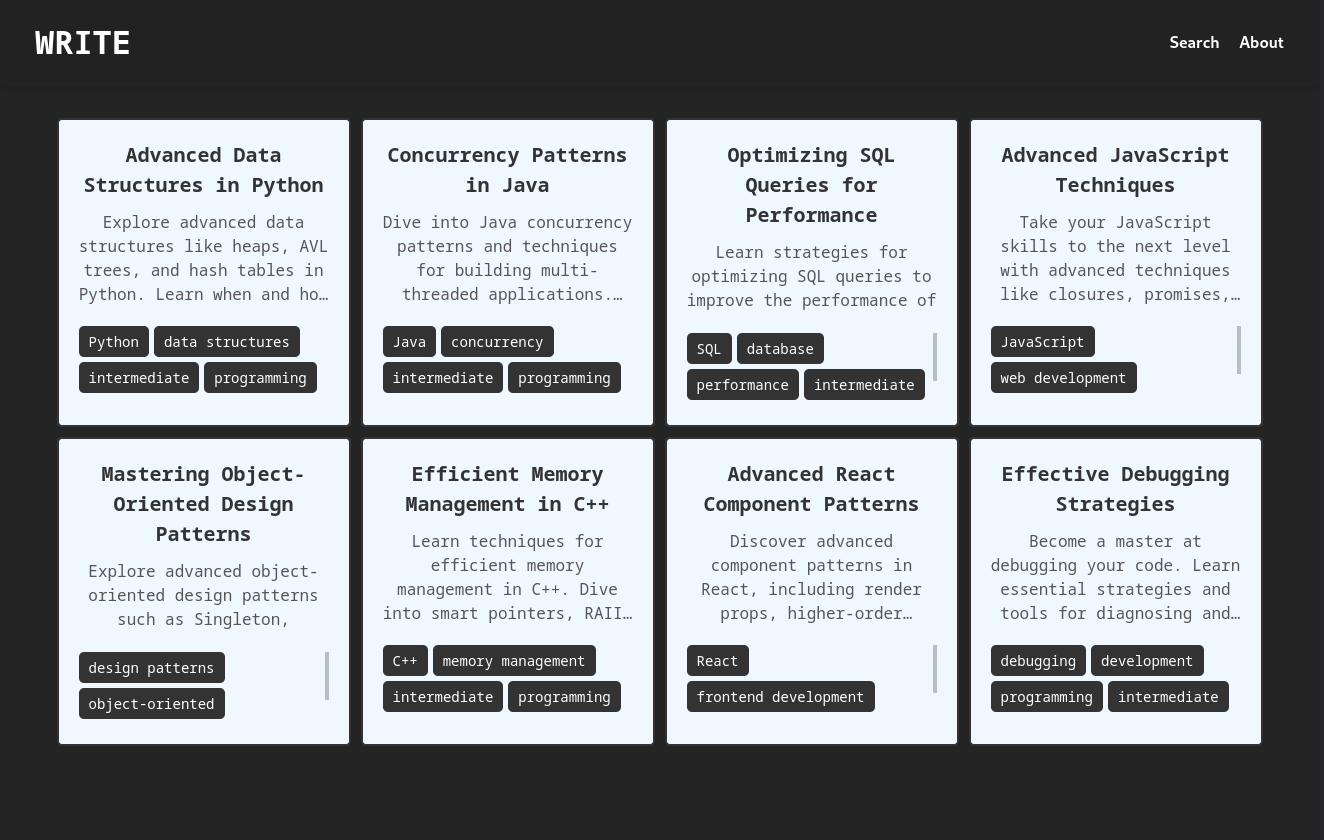 WRITE
Search About
Advanced Data
Structures in Python
Explore advanced data
structures like heaps, AVL
trees, and hash tables in
Python. Learn when and ho…
Python data structures
intermediate programming
Concurrency Patterns
in Java
Dive into Java concurrency
patterns and techniques
for building multi-
threaded applications.…
Java concurrency
intermediate programming
Optimizing SQL
Queries for
Performance
Learn strategies for
optimizing SQL queries to
improve the performance of
SQL database
performance intermediate
Advanced JavaScript
Techniques
Take your JavaScript
skills to the next level
with advanced techniques
like closures, promises,…
JavaScript
web development
Mastering Object-
Oriented Design
Patterns
Explore advanced object-
oriented design patterns
such as Singleton,
design patterns
object-oriented
Efficient Memory
Management in C++
Learn techniques for
efficient memory
management in C++. Dive
into smart pointers, RAII…
C++ memory management
intermediate programming
Advanced React
Component Patterns
Discover advanced
component patterns in
React, including render
props, higher-order…
React
frontend development
Effective Debugging
Strategies
Become a master at
debugging your code. Learn
essential strategies and
tools for diagnosing and…
debugging development
programming intermediate